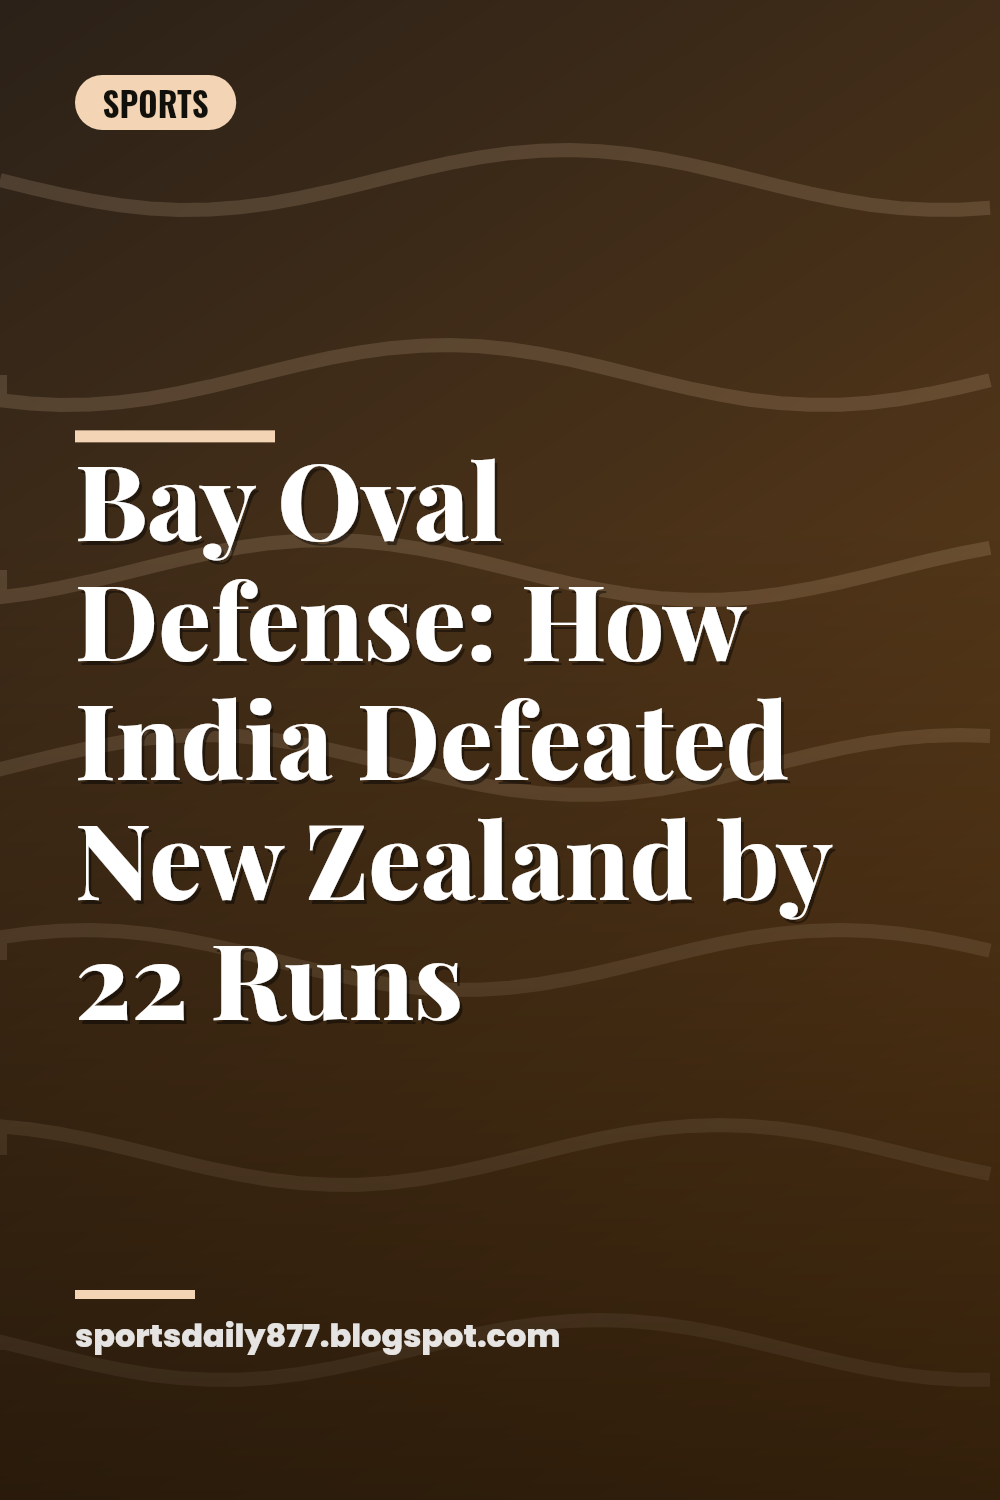 SPORTS
Bay Oval
Defense: How
India Defeated
New Zealand by
22 Runs
sportsdaily877.blogspot.com